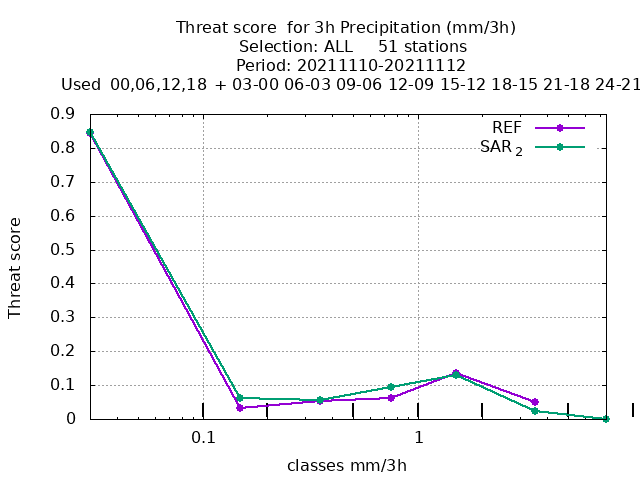 Threat score  for 3h Precipitation (mm/3h)
Selection: ALL     51 stations
Period: 20211110-20211112
Used  00,06,12,18  + 03-00 06-03 09-06 12-09 15-12 18-15 21-18 24-21
REF
SAR 2
0.9
0.8
0.7
0.6
0.5
0.4
0.3
0.2
0.1
0
Threat score
0.1 1
classes mm/3h